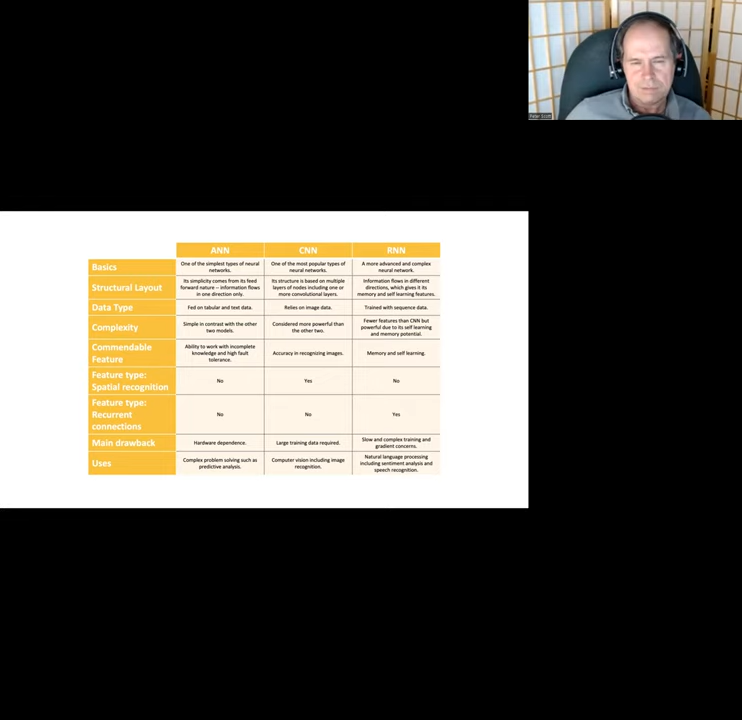 Peter Scott
ANN CNN RNN
Basics
One of the simplest types of neural
networks.
One of the most popular types of
neural networks.
A more advanced and complex
neural network.
Structural Layout
Its simplicity comes from its feed
forward nature – information flows
in one direction only.
Its structure is based on multiple
layers of nodes including one or
more convolutional layers.
Information flows in different
directions, which gives it its
memory and self learning features.
Data Type
Fed on tabular and text data.
Relies on image data.
Trained with sequence data.
Complexity
Simple in contrast with the other
two models.
Considered more powerful than
the other two.
Fewer features than CNN but
powerful due to its self learning
and memory potential.
Commendable
Feature
Ability to work with incomplete
knowledge and high fault
tolerance.
Accuracy in recognizing images.
Memory and self learning.
Feature type:
Spatial recognition
No
Yes
No
Feature type:
Recurrent
connections
No
No
Yes
Main drawback
Hardware dependence.
Large training data required.
Slow and complex training and
gradient concerns.
Uses
Complex problem solving such as
predictive analysis.
Computer vision including image
recognition.
Natural language processing
including sentiment analysis and
speech recognition.